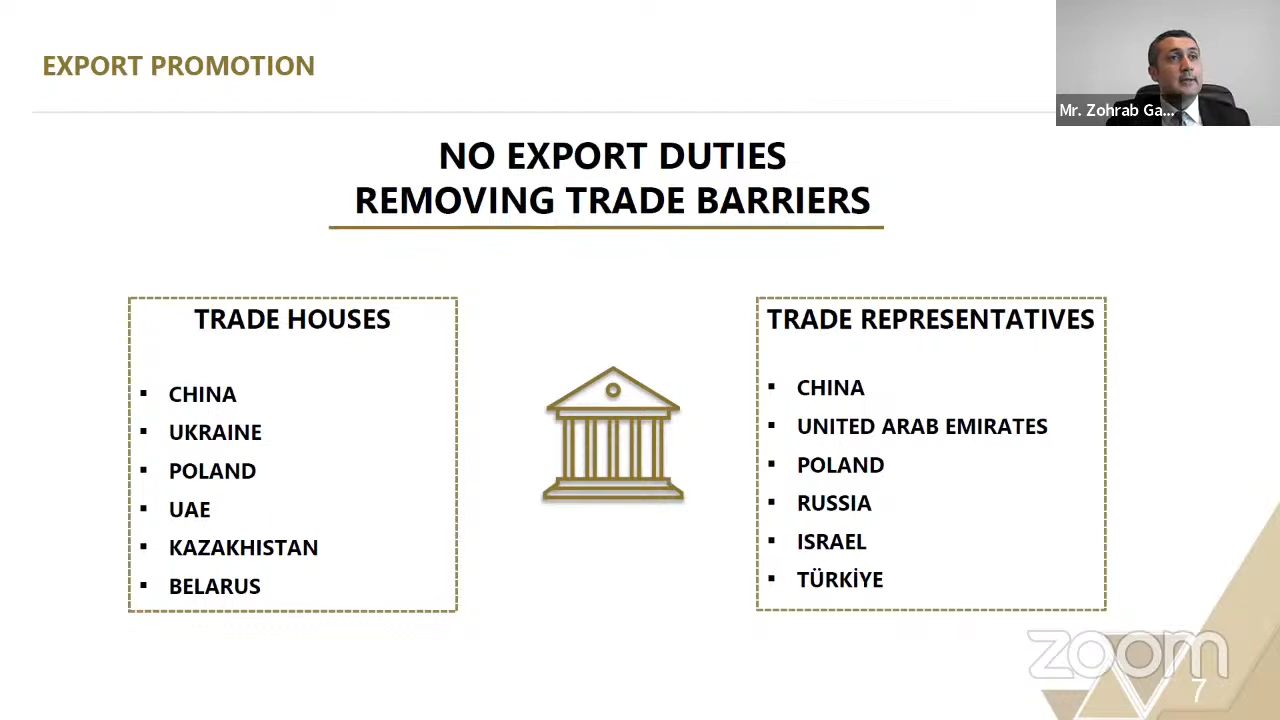 EXPORT PROMOTION
Mr. Zohrab Ga...
NO EXPORT DUTIES
REMOVING TRADE BARRIERS
TRADE HOUSES
▪ CHINA
▪ UKRAINE
▪ POLAND
▪ UAE
▪ KAZAKHISTAN
▪ BELARUS
TRADE REPRESENTATIVES
▪ CHINA
▪ UNITED ARAB EMIRATES
▪ POLAND
▪ RUSSIA
▪ ISRAEL
▪ TÜRKİYE
zoom
7